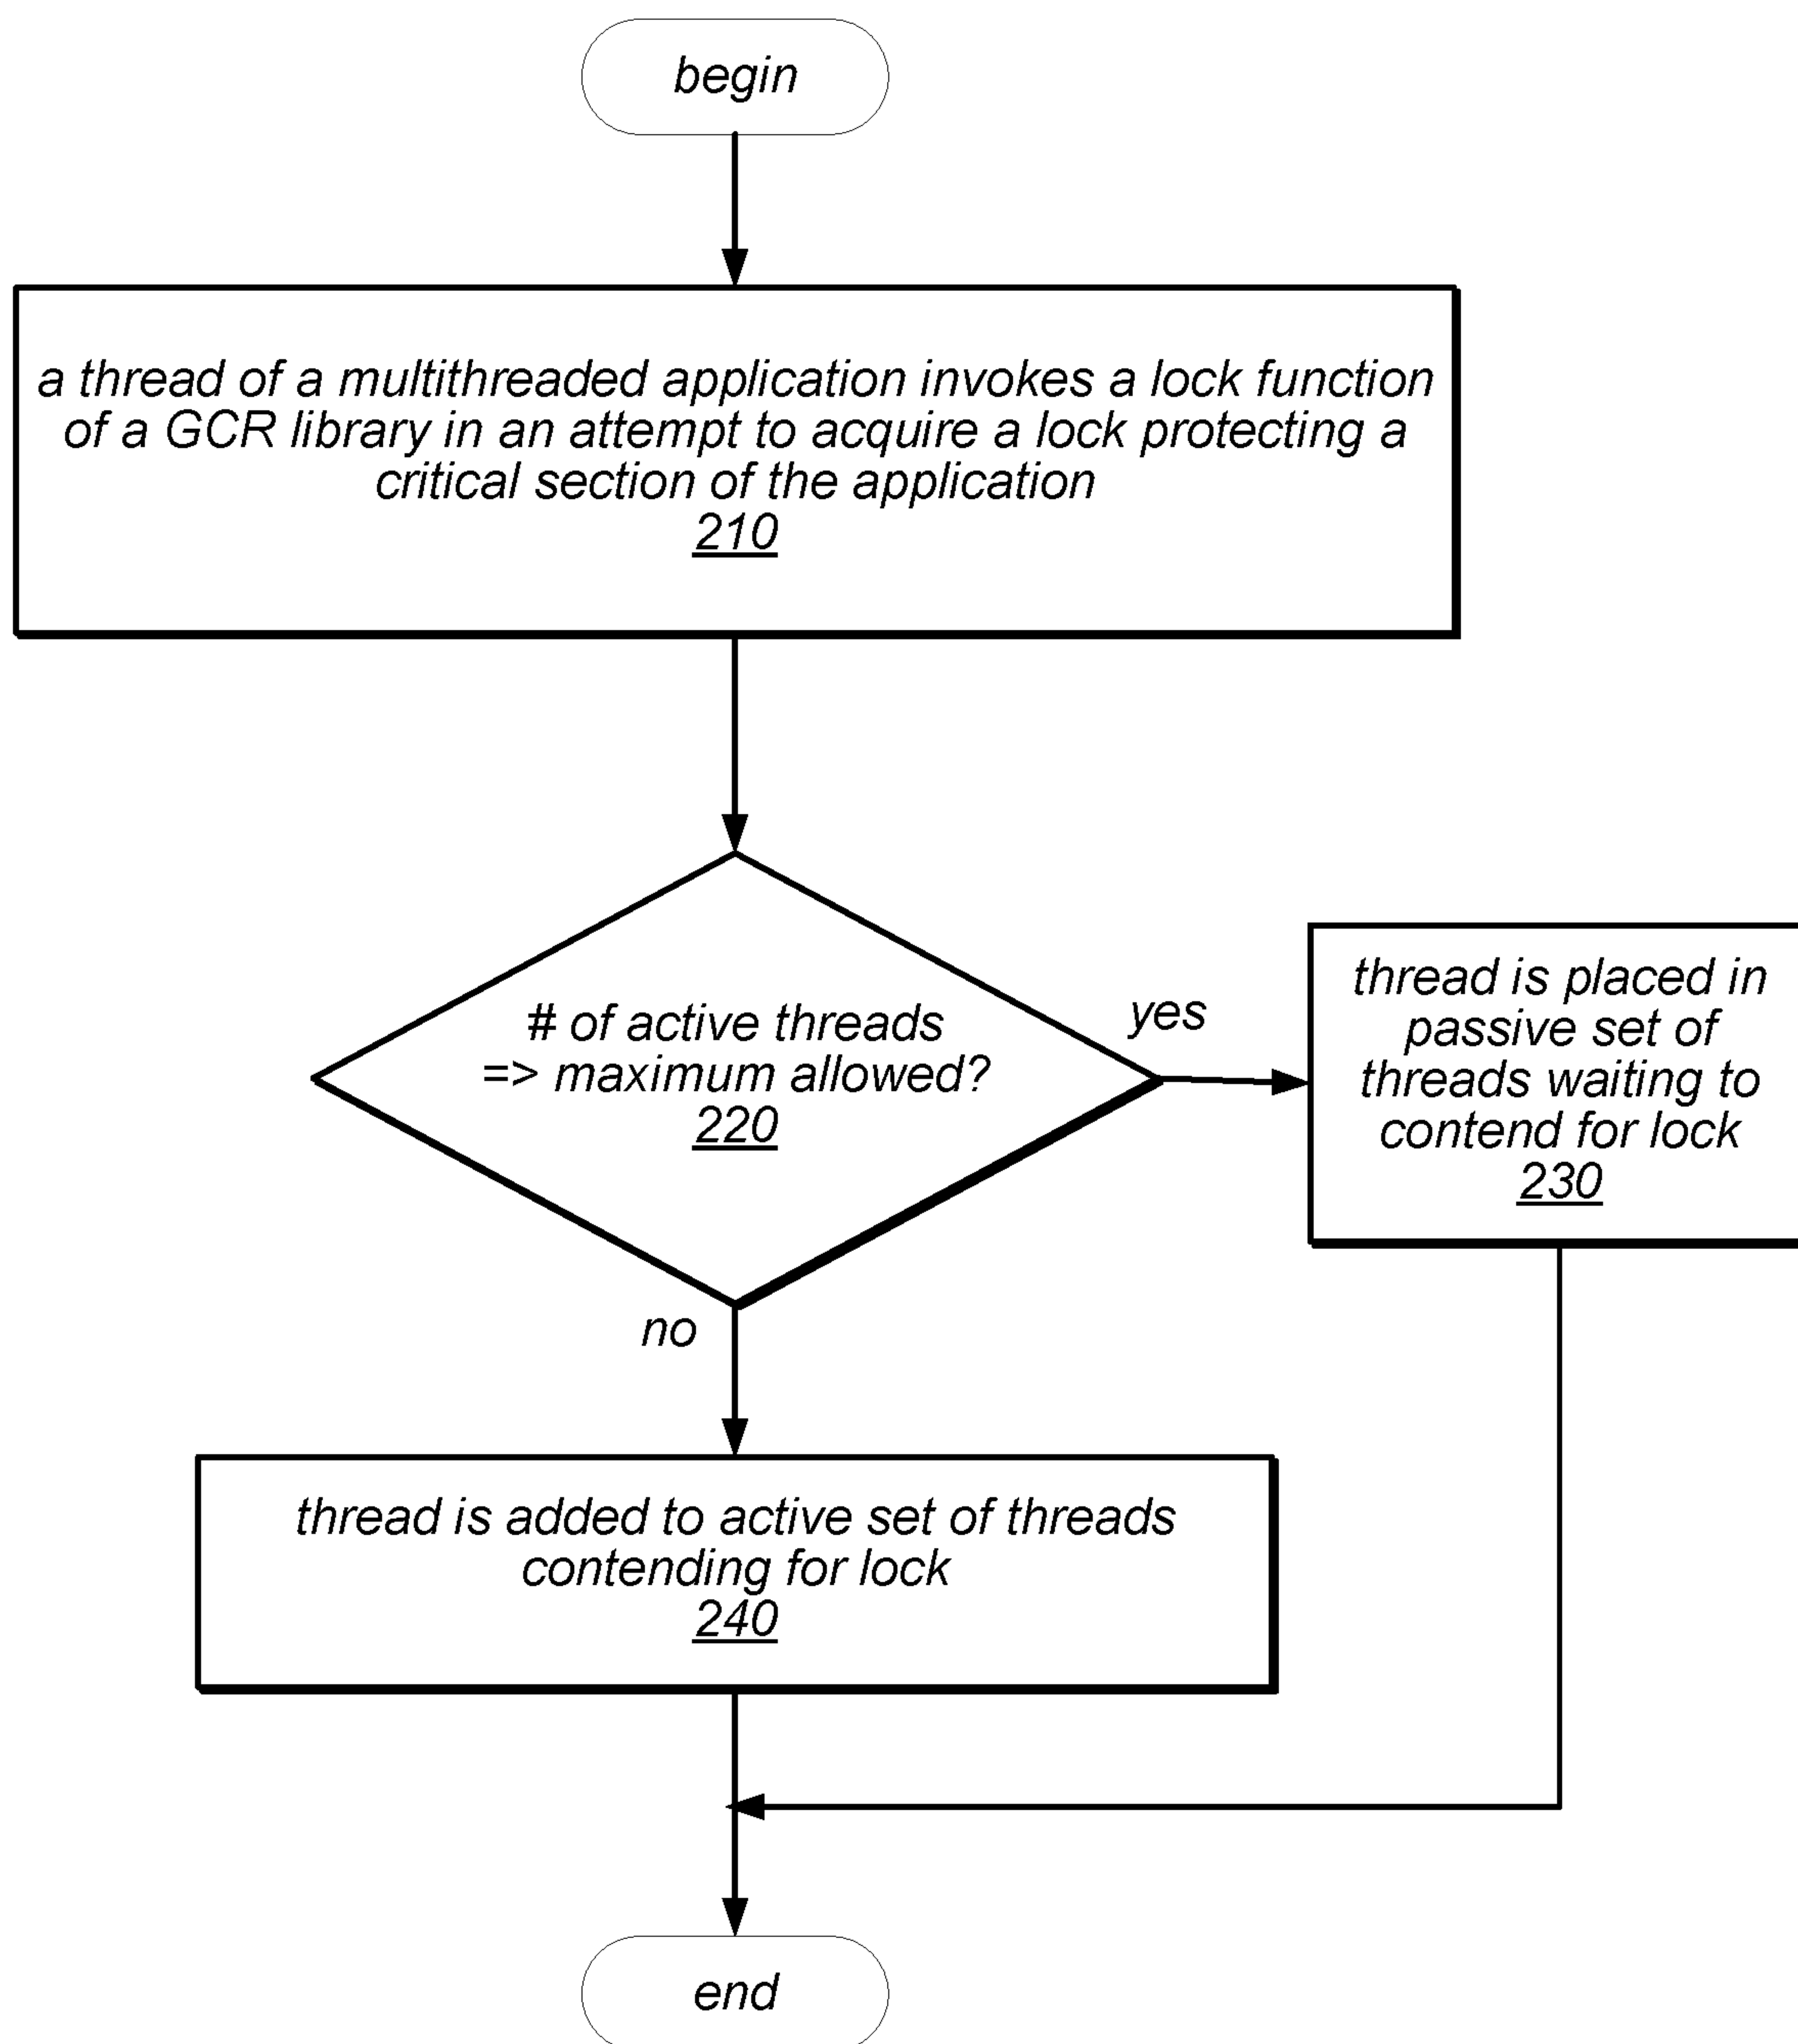 begin
a thread of a multithreaded application invokes a lock function
of a GCR library in an attempt to acquire a lock protecting a
critical section of the application
210
# of active threads
=> maximum allowed?
220
yes
thread is placed in
passive set of
threads waiting to
contend for lock
230
no
thread is added to active set of threads
contending for lock
240
end